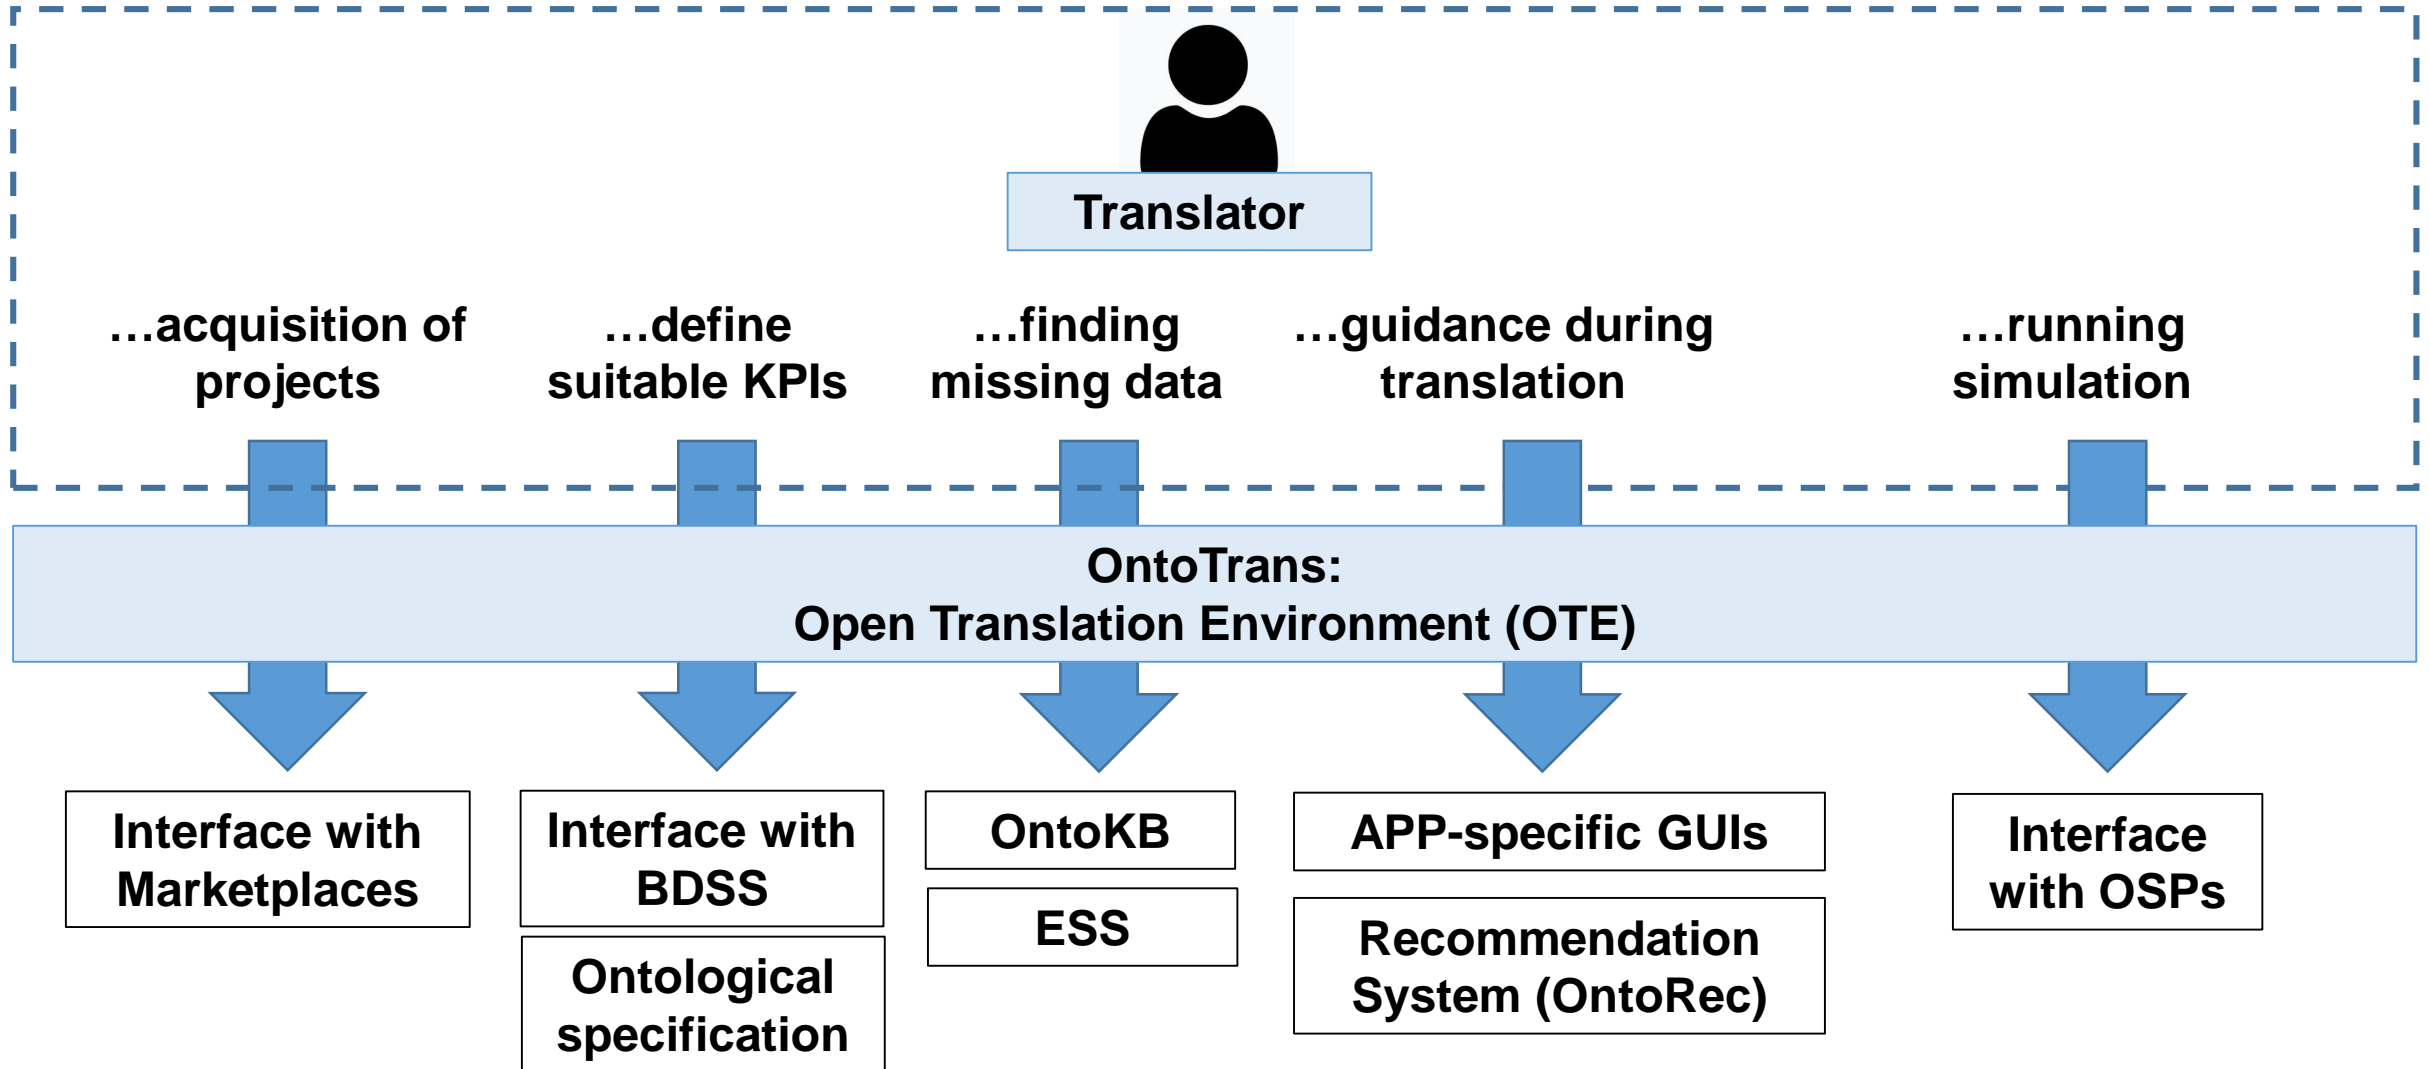 Translator
…acquisition of
projects
…define
suitable KPIs
…finding
missing data
…guidance during
translation
…running
simulation
OntoTrans:
Open Translation Environment (OTE)
Interface with
Marketplaces
Interface with
BDSS
Ontological
specification
OntoKB
ESS
APP-specific GUIs
Recommendation
System (OntoRec)
Interface
with OSPs